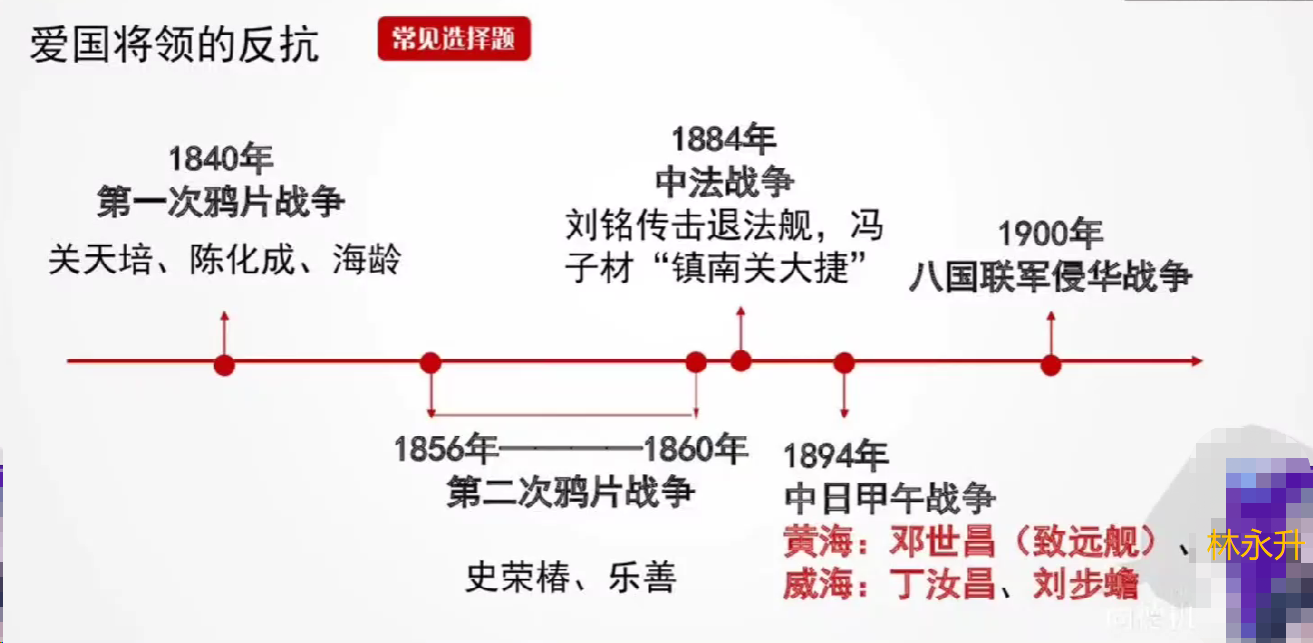 爱国将领的反抗
常见选择题
1840年
第一次鸦片战争
关天培、陈化成、海龄
1884年
中法战争
刘铭传击退法舰，冯
子材“镇南关大捷”
1900年
八国联军侵华战争
1856年————1860年
第二次鸦片战争
史荣椿、乐善
1894年
中日甲午战争
黄海：邓世昌（致远舰）、林永升
威海：丁汝昌、刘步蟾